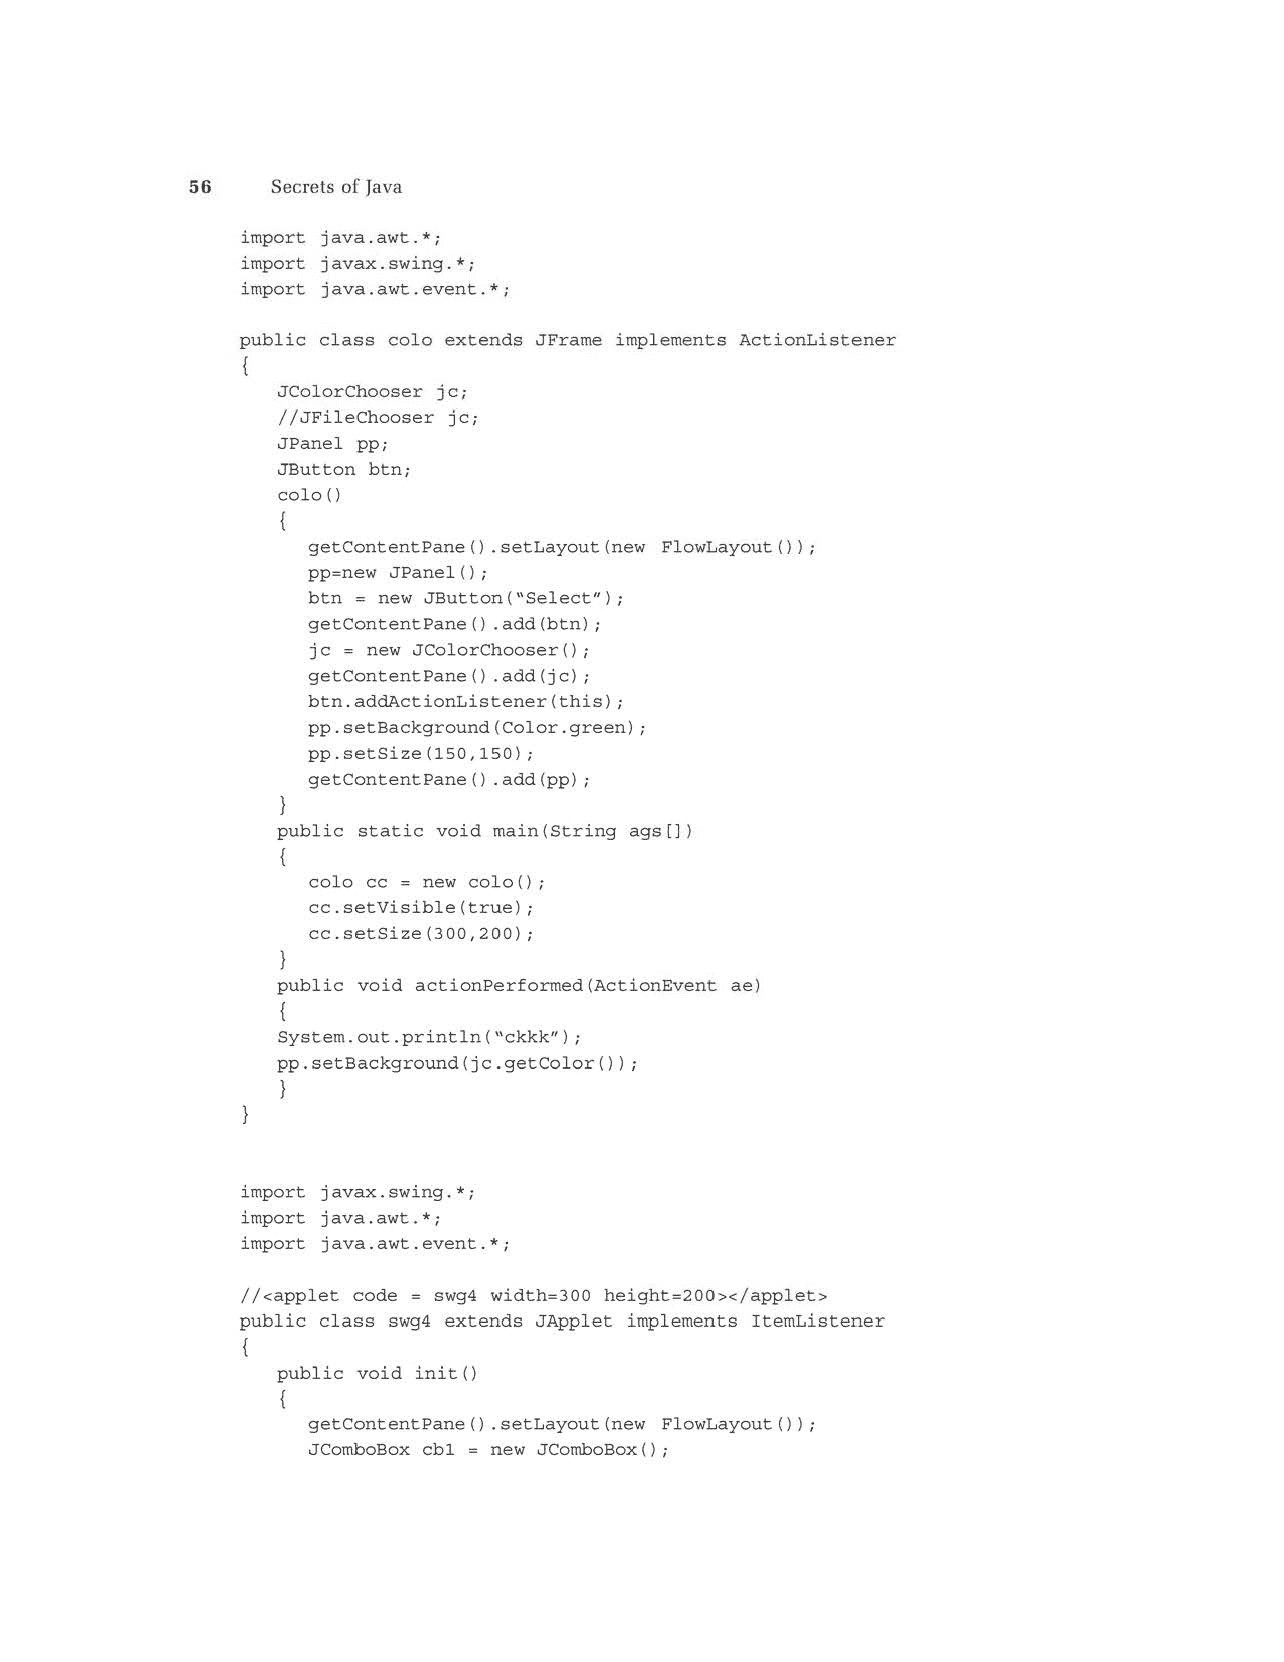 56 Secrets of Java
import java.awt.*;
import javax.swing.*;
import java.awt.event.*;
public class colo extends JFrame implements ActionListener
{
JColorChooser jc;
//JFileChooser jc;
JPanel pp;
JButton btn;
colo()
{
getContentPane().setLayout(new FlowLayout());
pp=new JPanel();
btn = new JButton(“Select”);
getContentPane().add(btn);
jc = new JColorChooser();
getContentPane().add(jc);
btn.addActionListener(this);
pp.setBackground(Color.green);
pp.setSize(150,150);
getContentPane().add(pp);
}
public static void main(String ags[])
{
colo cc = new colo();
cc.setVisible(true);
cc.setSize(300,200);
}
public void actionPerformed(ActionEvent ae)
{
System.out.println(“ckkk”);
pp.setBackground(jc.getColor());
}
}
import javax.swing.*;
import java.awt.*;
import java.awt.event.*;
//<applet code = swg4 width=300 height=200></applet>
public class swg4 extends JApplet implements ItemListener
{
public void init()
{
getContentPane().setLayout(new FlowLayout());
JComboBox cb1 = new JComboBox();